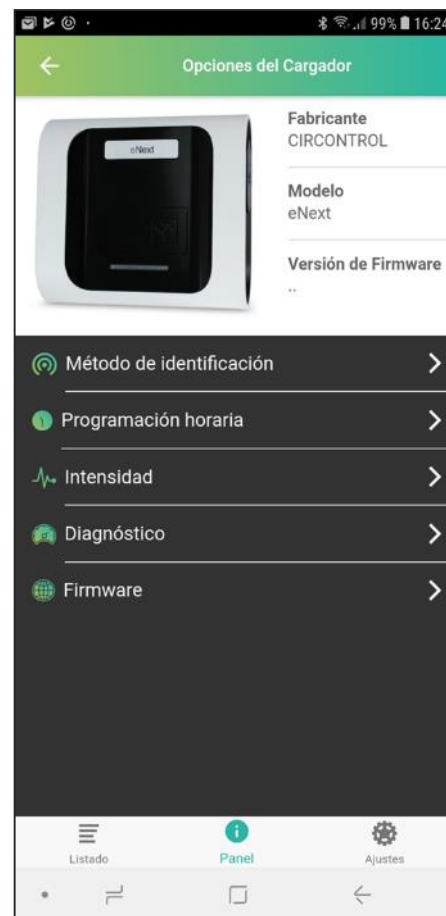 99% 16:24
Opciones del Cargador
eNext
Fabricante
CIRCONTROL
Modelo
eNext
Versión de Firmware
..
Método de identificación
Programación horaria
Intensidad
Diagnóstico
Firmware
Listado
Panel
Ajustes